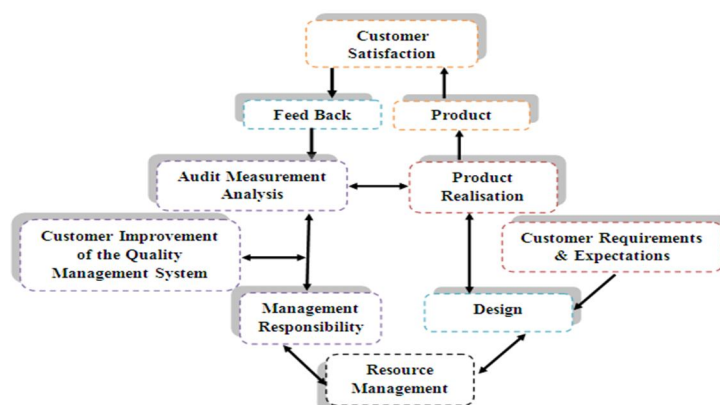 Customer
Satisfaction
Feed Back
Product
Audit Measurement
Analysis
Product
Realisation
Customer Improvement
of the Quality
Management System
Customer Requirements
& Expectations
Management
Responsibility
Design
Resource
Management